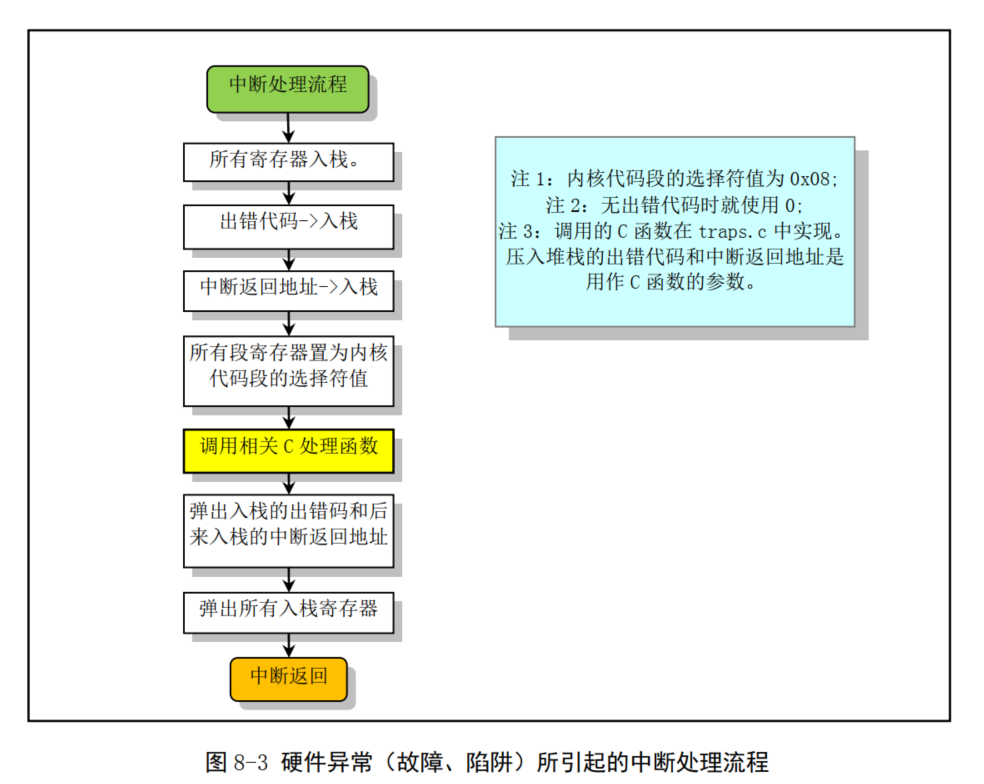 中断处理流程
所有寄存器入栈。
出错代码->入栈
中断返回地址->入栈
所有段寄存器置为内核
代码段的选择符值
调用相关 C 处理函数
弹出入栈的出错码和后
来入栈的中断返回地址
弹出所有入栈寄存器
中断返回
注 1：内核代码段的选择符值为 0x08;
注 2：无出错代码时就使用 0;
注 3：调用的 C 函数在 traps.c 中实现。
压入堆栈的出错代码和中断返回地址是
用作 C 函数的参数。
图 8-3 硬件异常（故障、陷阱）所引起的中断处理流程